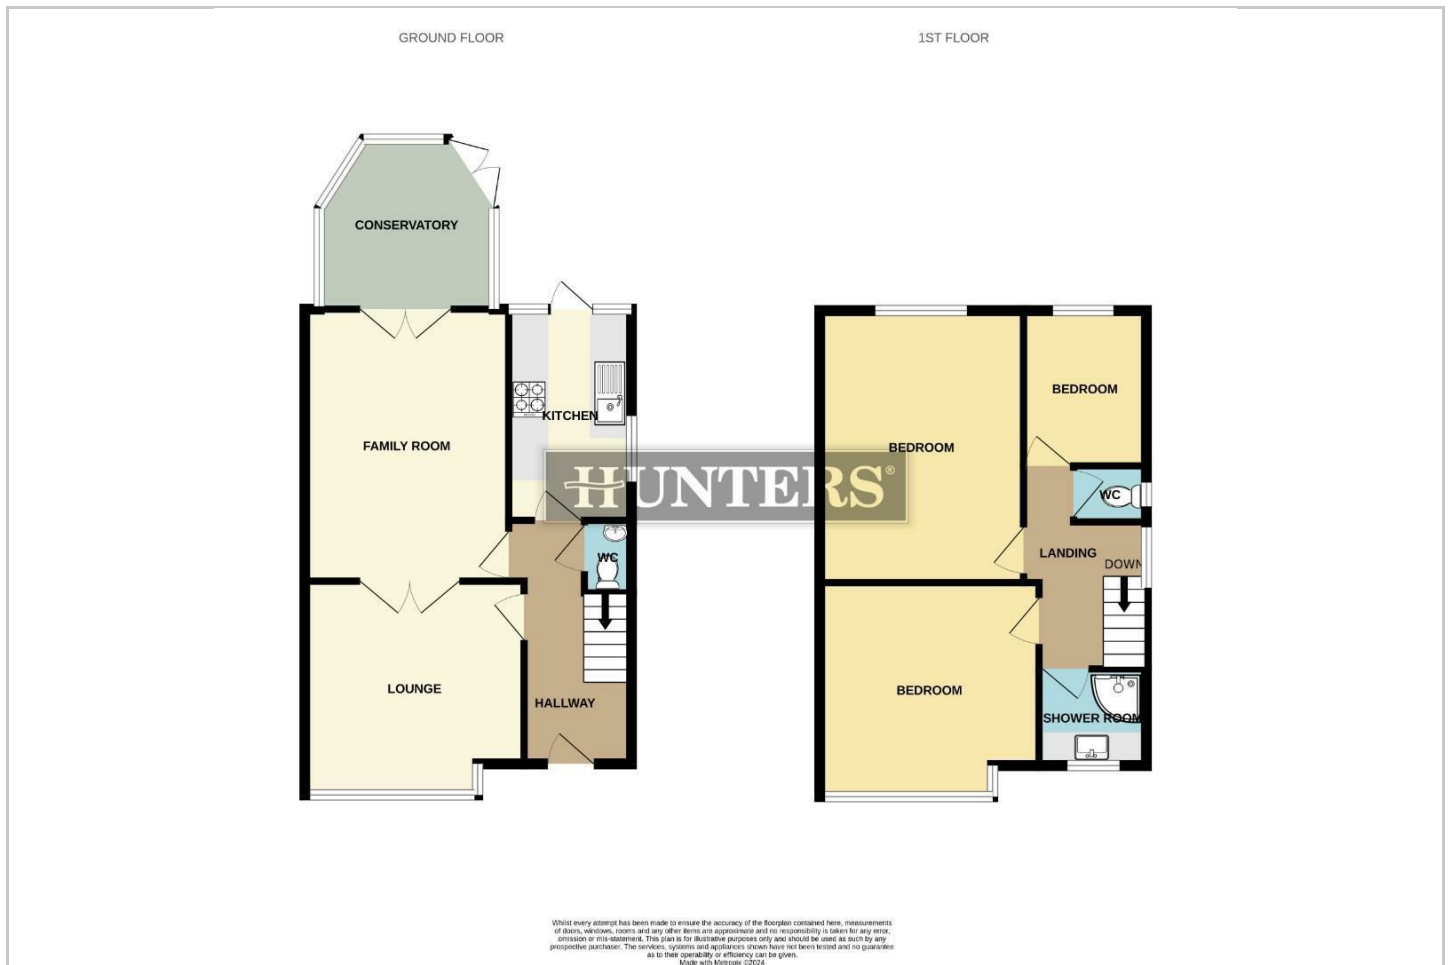 GROUND FLOOR
1ST FLOOR
CONSERVATORY
KITCHEN
FAMILY ROOM
WC
LOUNGE
HALLWAY
BEDROOM
BEDROOM
WC
LANDING
DOWN
BEDROOM
SHOWER ROOM
HUNTERS®
Whilst every attempt has been made to ensure the accuracy of the floorplan contained here, measurements
of doors, windows, rooms and any other items are approximate and no responsibility is taken for any error,
omission or mis-statement. This plan is for illustrative purposes only and should be used as such by any
prospective purchaser. The services, systems and appliances shown have not been tested and no guarantee
as to their operability or efficiency can be given.
Made with Metropix ©2024